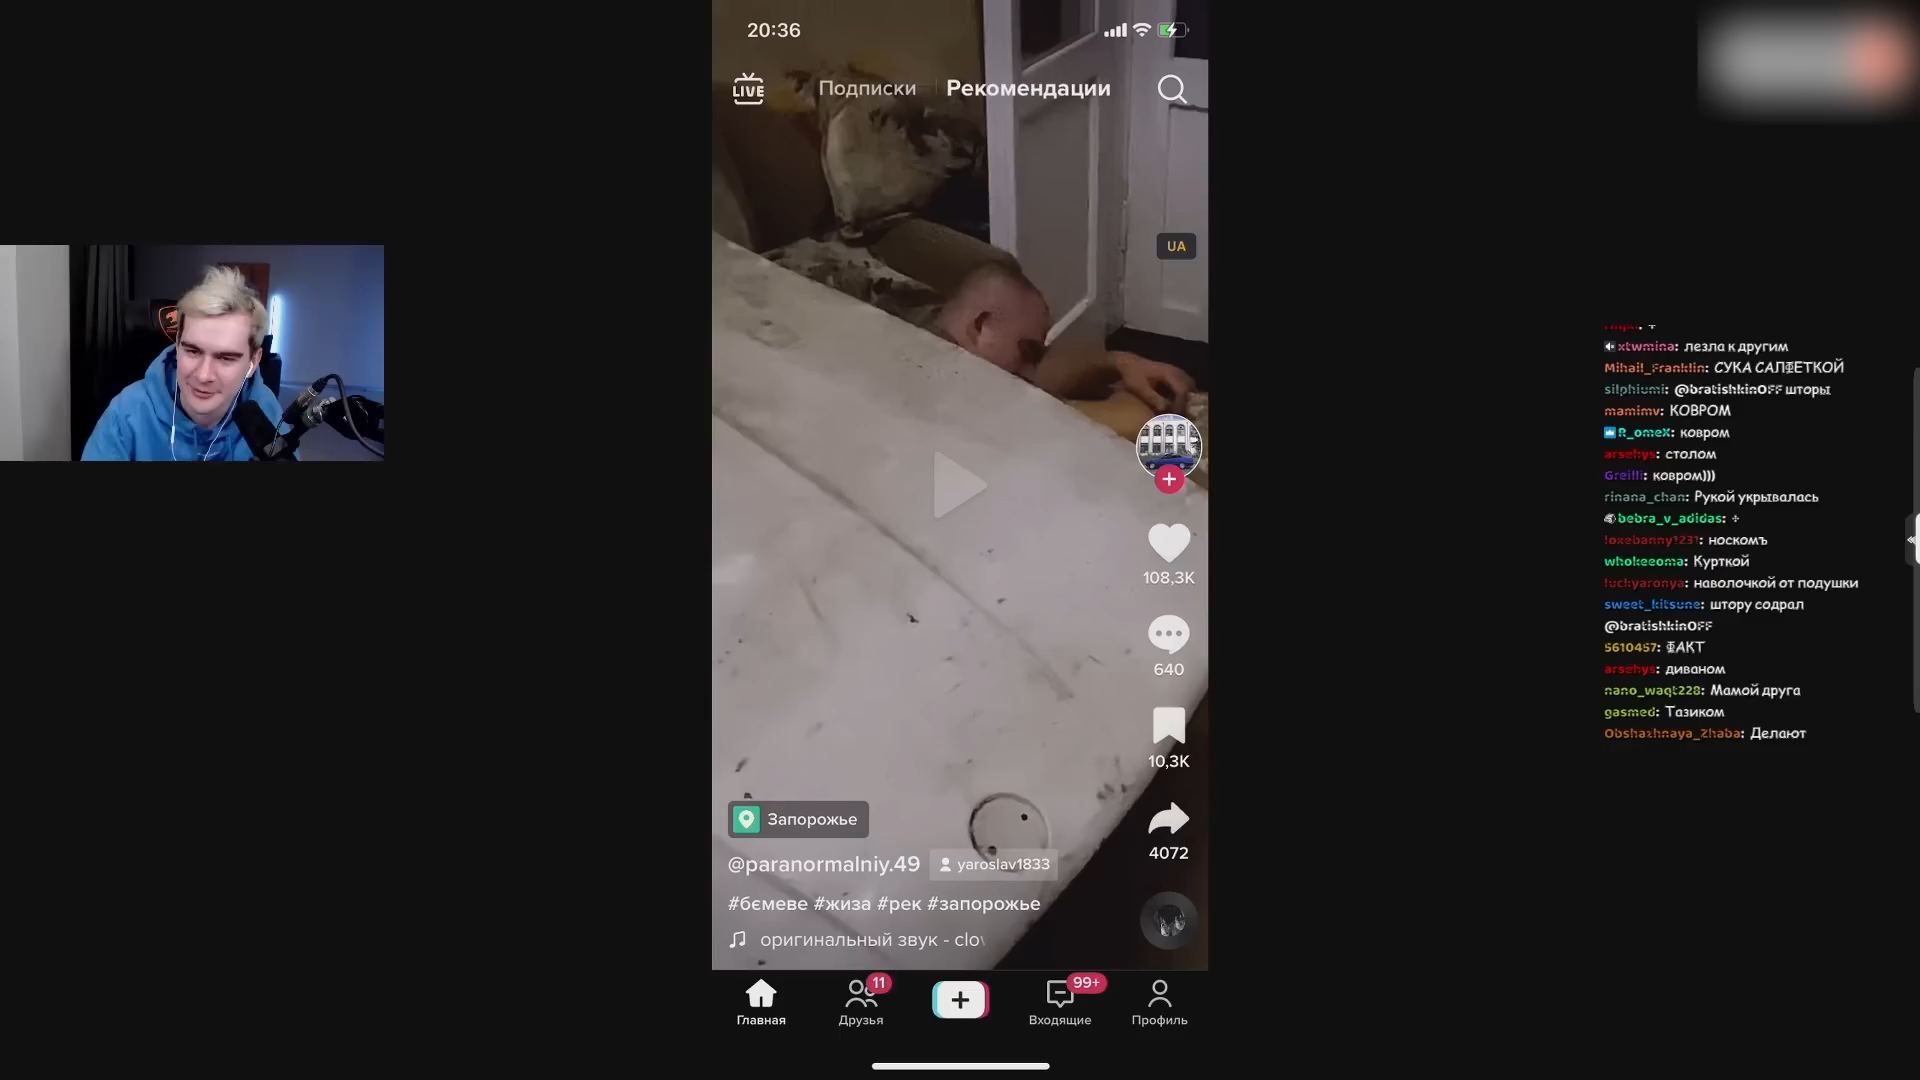 20:36
LIVE
Подписки
Рекомендации
UA
108,3K
640
10,3K
4072
Запорожье
@paranormalniy.49
yaroslav1833
#бємеве #жиза #рек #запорожье
оригинальный звук - clo
Главная
11
Друзья
99+
Входящие
Профиль
xtwmina: лезла к другим
Mihail_Franklin: СУКА САЛФЕТКОЙ
silphiumi: @bratishkinOFF шторы
mamimv: КОВРОМ
R_omeX: ковром
arsehys: столом
Greilli: ковром)))
rinana_chan: Рукой укрывалась
bebra_v_adidas: +
loxebanny1231: носкомъ
whokeeoma: Курткой
luckyaronya: наволочкой от подушки
sweet_kitsune: штору содрал
@bratishkinOFF
5610457: ФАКТ
arsehys: диваном
nano_waqt228: Мамой друга
gasmed: Тазиком
Obshazhnaya_Zhaba: Делают